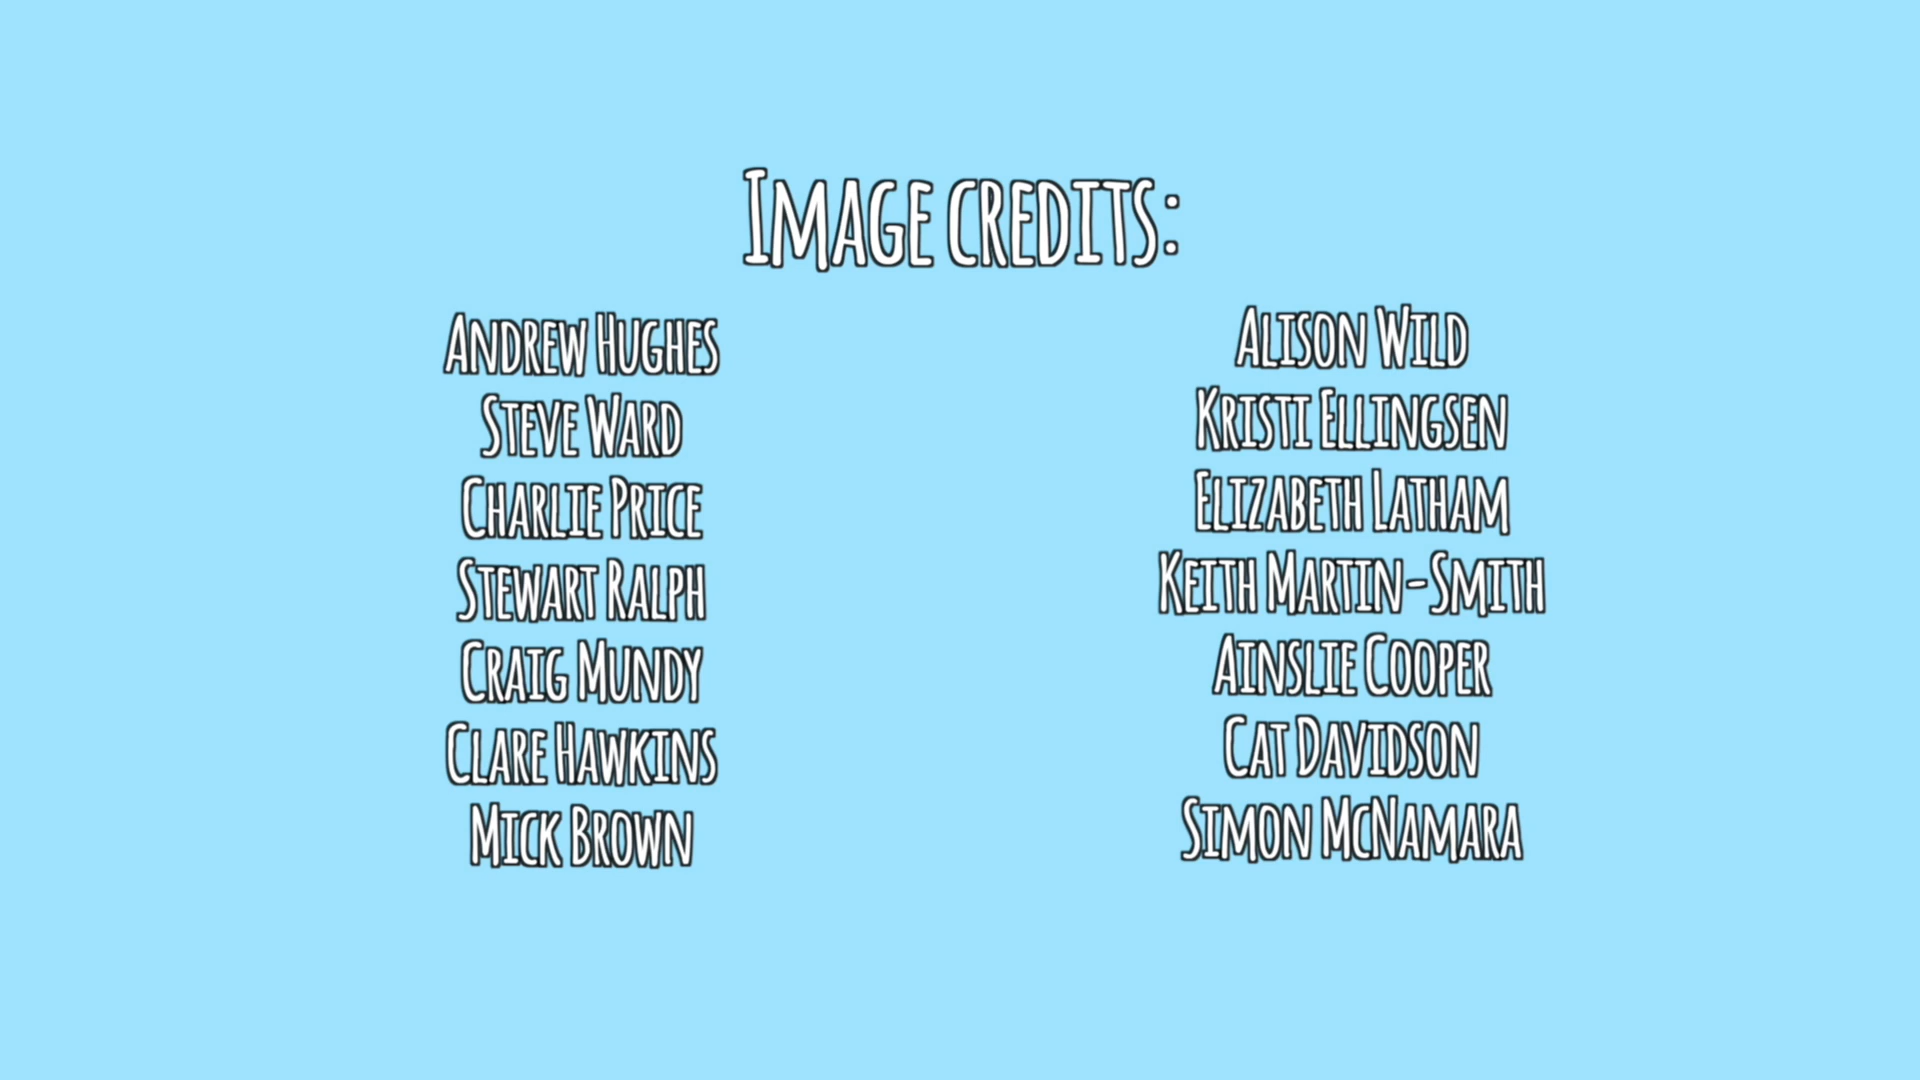 Image credits:
Andrew Hughes
Steve Ward
Charlie Price
Stewart Ralph
Craig Mundy
Clare Hawkins
Mick Brown
Alison Wild
Kristi Ellingsen
Elizabeth Latham
Keith Martin-Smith
Ainslie Cooper
Cat Davidson
Simon McNamara